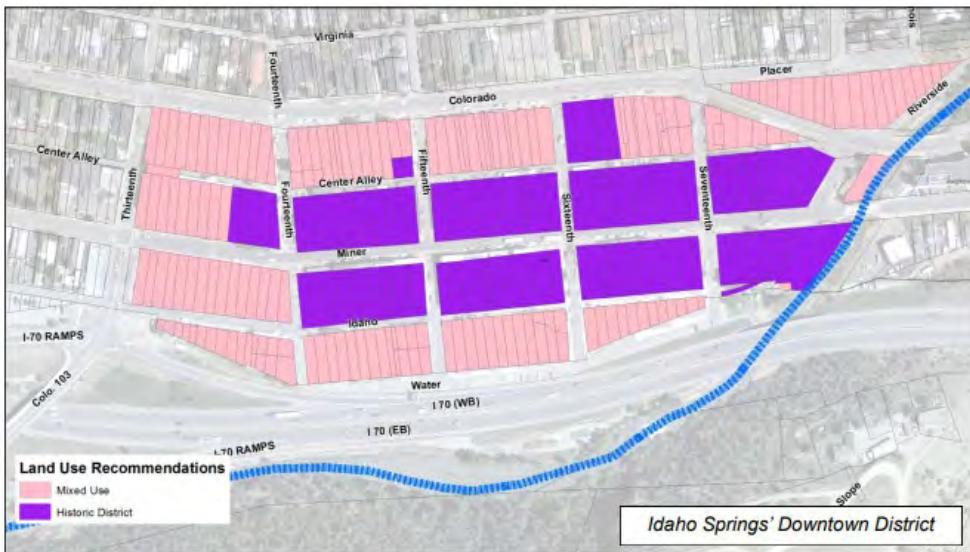 Virginia
Fourteenth
Placer
Riverside
Colorado
Center Alley
Thirteenth
Center Alley
Fourteenth
Fifteenth
Sixteenth
Seventeenth
Miner
Idaho
I-70 RAMPS
Colo. 103
Water
I 70 (WB)
I 70 (EB)
I-70 RAMPS
Slope
Land Use Recommendations
Mixed Use
Historic District
Idaho Springs' Downtown District